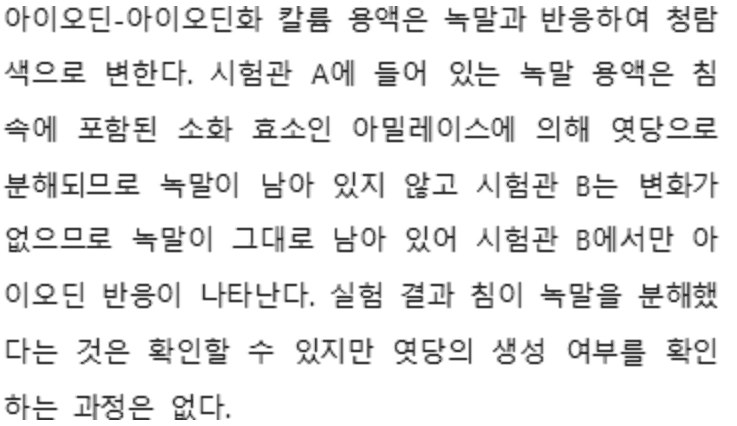 아이오딘-아이오딘화 칼륨 용액은 녹말과 반응하여 청람
색으로 변한다. 시험관 A에 들어 있는 녹말 용액은 침
속에 포함된 소화 효소인 아밀레이스에 의해 엿당으로
분해되므로 녹말이 남아 있지 않고 시험관 B는 변화가
없으므로 녹말이 그대로 남아 있어 시험관 B에서만 아
이오딘 반응이 나타난다. 실험 결과 침이 녹말을 분해했
다는 것은 확인할 수 있지만 엿당의 생성 여부를 확인
하는 과정은 없다.